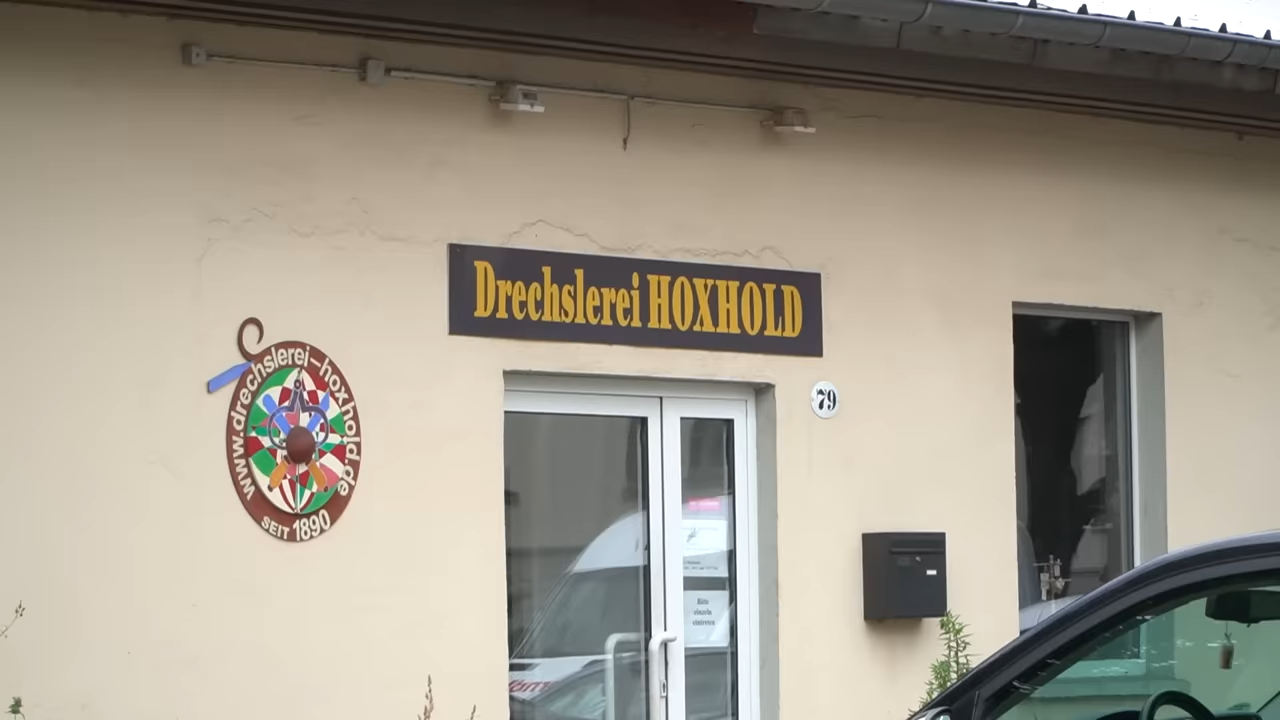 Drechslerei HOXHOLD
79
www.drechslerei-hoxhold.de
SEIT 1890
Bitte
einzeln
eintreten